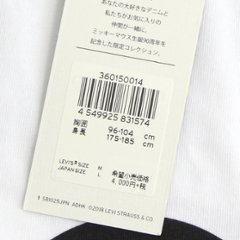 あなたの大好きなデニムと
私たちがお気に入りの
仲間が一緒に。
ミッキーマウス生誕90周年を
記念した限定コレクション。
360150014
4 549925 831574
胸囲 96-104 cm
身長 175-185 cm
LEVI'S® SIZE M
JAPAN SIZE L
希望小売価格
4,000円+税
©2018 LEVI STRAUSS & CO